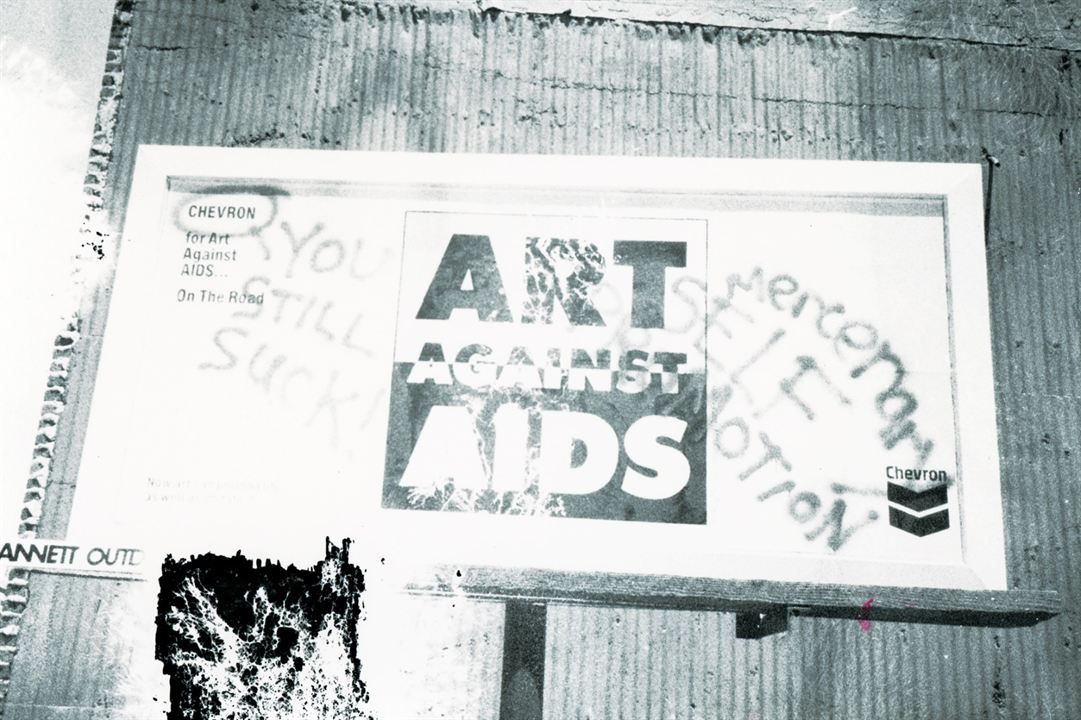 CHEVRON
for Art
Against
AIDS...
On The Road
YOU
STILL
SUCK!
ART
AGAINST
AIDS
Mercenary
SELF
PROMOTION
Chevron
ANNETT OUTD